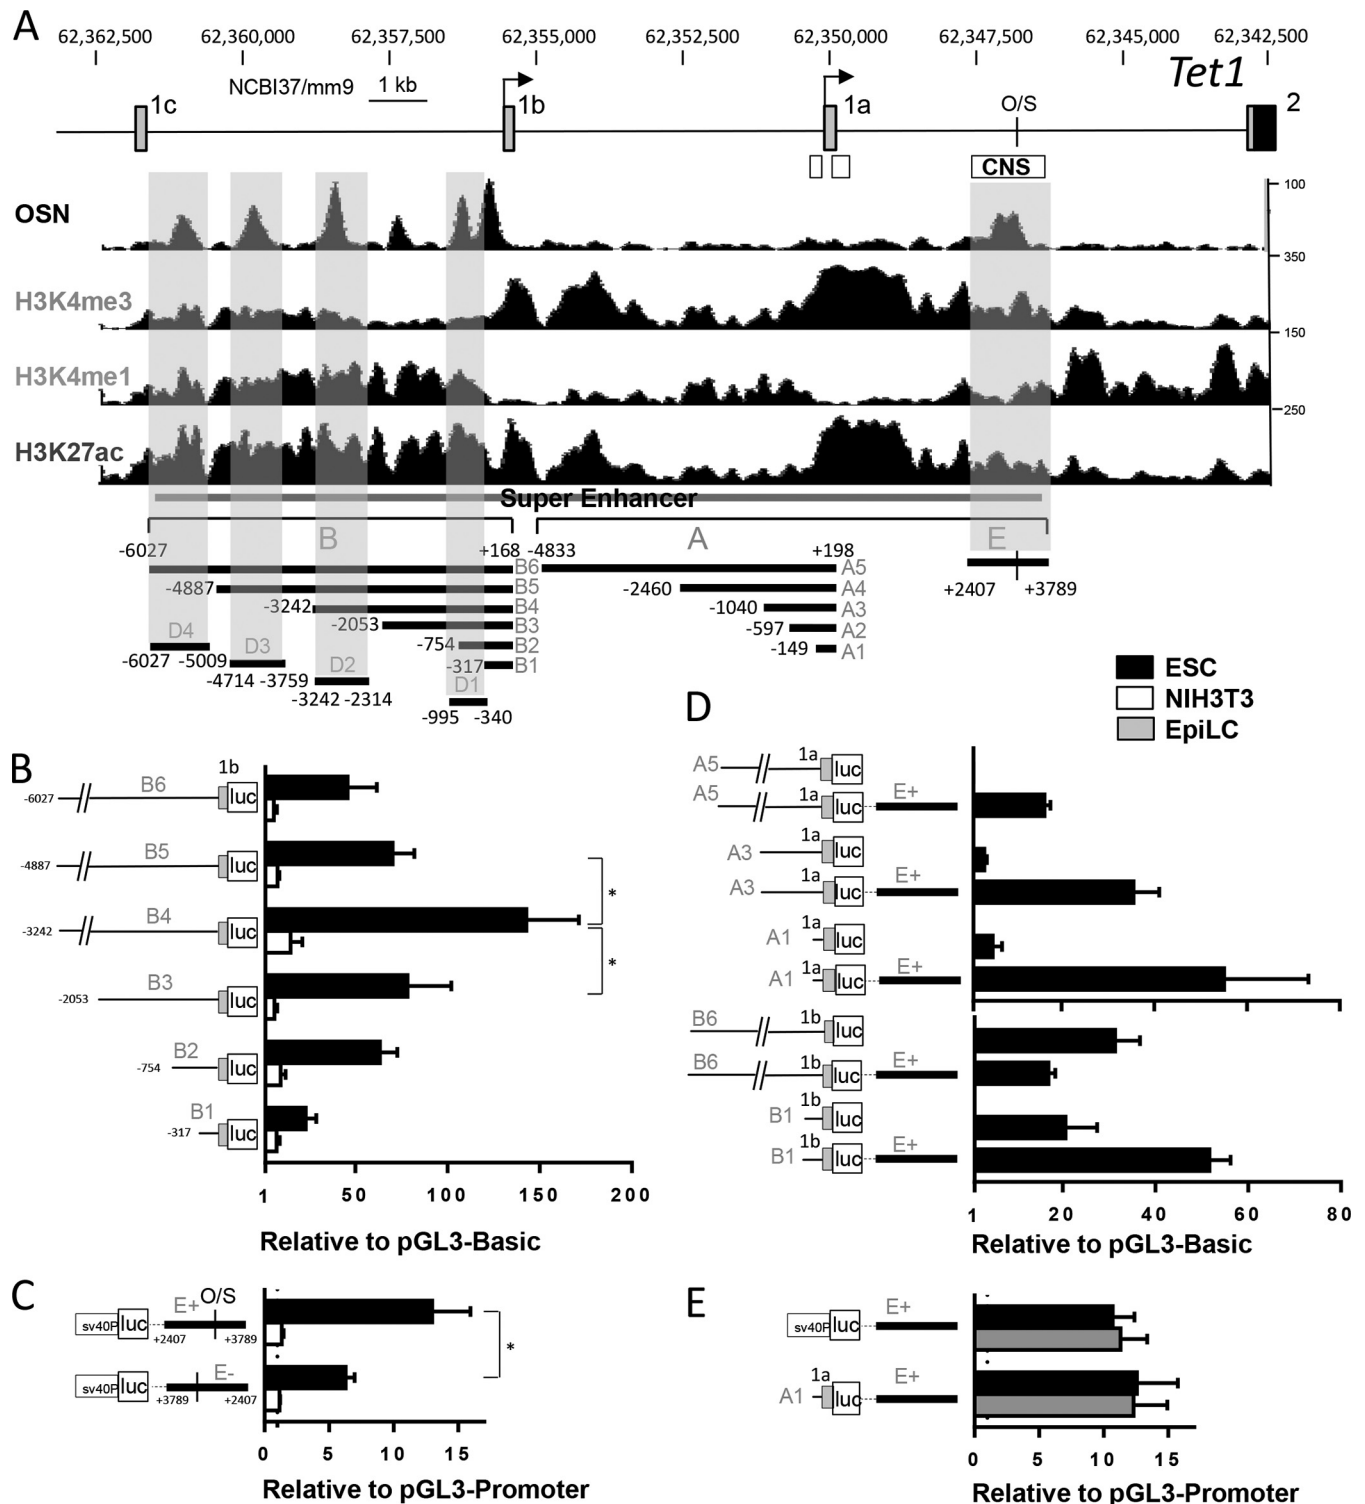 A
62,362,500 62,360,000 62,357,500 62,355,000 62,352,500 62,350,000 62,347,500 62,345,000 62,342,500
NCBI37/mm9 1 kb Tet1
1c 1b 1a O/S 2
CNS
OSN 100
350
H3K4me3
150
H3K4me1
250
H3K27ac
Super Enhancer
B A E
-6027 +168 -4833 +198
B6 A5
-4887 B5 -2460 A4 +2407 +3789
-3242 B4 -1040 A3
-2053 B3 -597 A2
D4 -754 B2 -149 A1
-6027 -5009 D3 D2 -317 B1
-4714 -3759 D1
-3242 -2314
-995 -340
ESC
NIH3T3
EpiLC
B
1b
-6027 B6 luc
-4887 B5 luc
*
-3242 B4 luc
*
-2053 B3 luc
-754 B2 luc
-317 B1 luc
1 50 100 150 200
Relative to pGL3-Basic
C
sv40P luc E+ O/S
+2407 +3789
*
sv40P luc E-
+3789 +2407
0 5 10 15
Relative to pGL3-Promoter
D
A5 1a luc
A5 1a luc E+
A3 1a luc
A3 1a luc E+
A1 1a luc
A1 1a luc E+
B6 1b luc
B6 1b luc E+
B1 1b luc
B1 1b luc E+
1 20 40 60 80
Relative to pGL3-Basic
E
sv40P luc E+
A1 1a luc E+
0 5 10 15
Relative to pGL3-Promoter